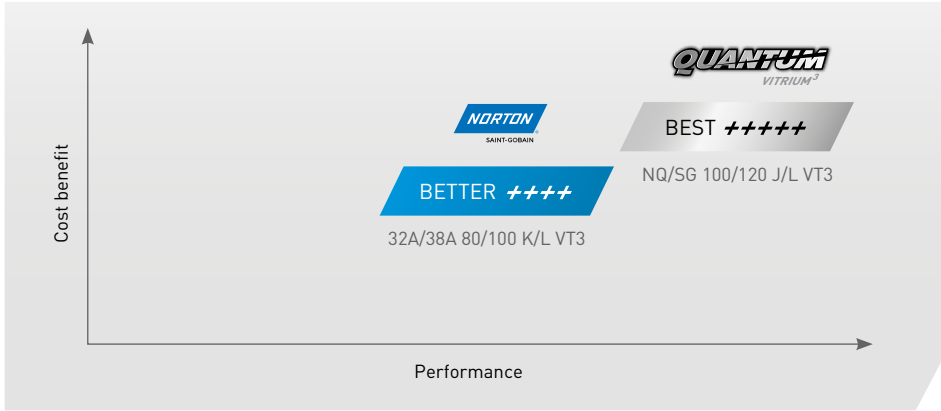 QUANTUM
VITRIUM³
BEST +++++
NQ/SG 100/120 J/L VT3
NORTON
SAINT-GOBAIN
BETTER ++++
32A/38A 80/100 K/L VT3
Cost benefit
Performance